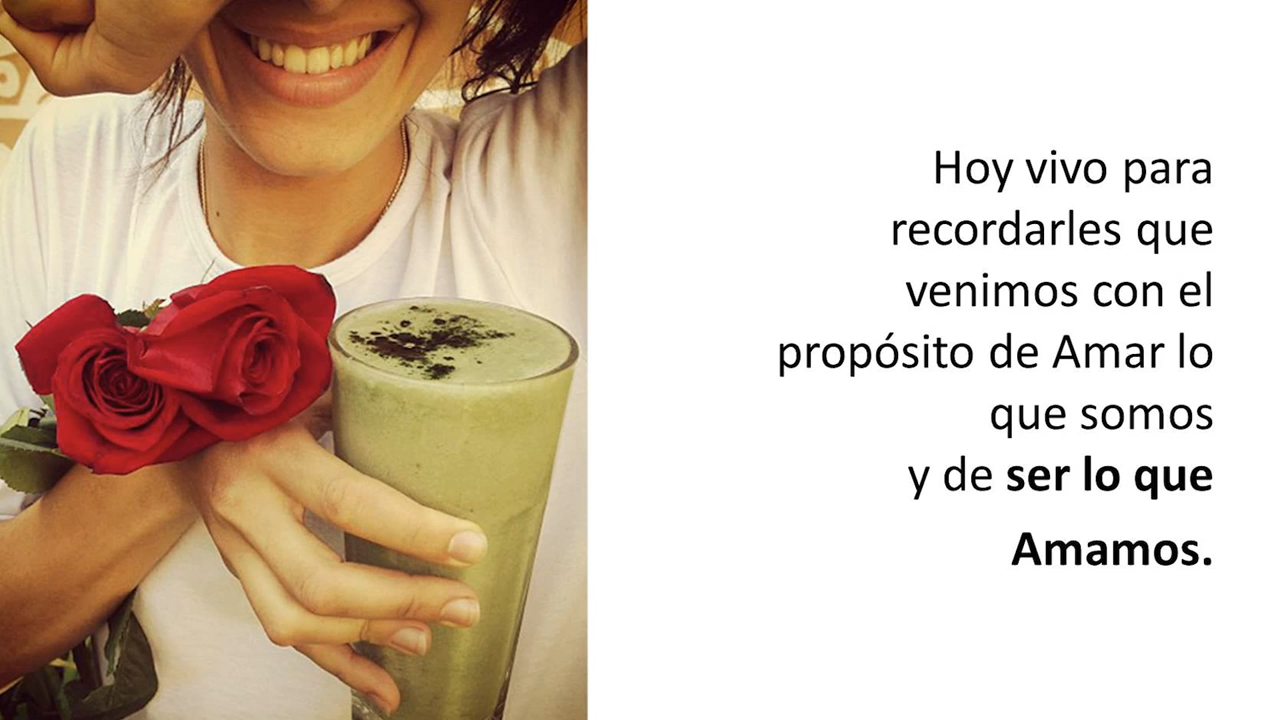 Hoy vivo para
recordarles que
venimos con el
propósito de Amar lo
que somos
y de ser lo que
Amamos.